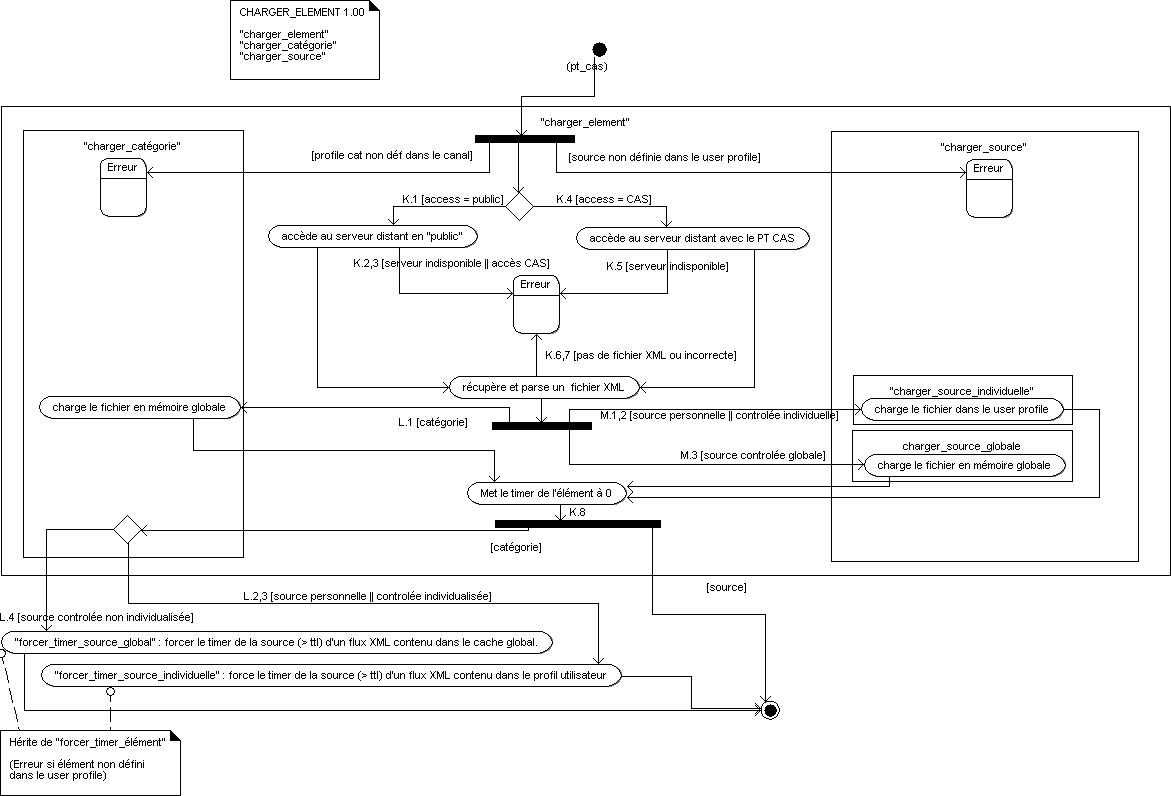 CHARGER_ELEMENT 1.00
"charger_element"
"charger_catégorie"
"charger_source"
(pt_cas)
"charger_element"
"charger_catégorie"
"charger_source"
[profile cat non déf dans le canal]
[source non définie dans le user profile]
Erreur
Erreur
K.1 [access = public]
K.4 [access = CAS]
accède au serveur distant en "public"
accède au serveur distant avec le PT CAS
K.2,3 [serveur indisponible || accès CAS]
K.5 [serveur indisponible]
Erreur
K.6,7 [pas de fichier XML ou incorrecte]
récupère et parse un fichier XML
"charger_source_individuelle"
charge le fichier en mémoire globale
charge le fichier dans le user profile
L.1 [catégorie]
M.1,2 [source personnelle || controlée individuelle]
charger_source_globale
M.3 [source controlée globale]
charge le fichier en mémoire globale
Met le timer de l'élément à 0
K.8
[catégorie]
[source]
L.2,3 [source personnelle || controlée individualisée]
L.4 [source controlée non individualisée]
"forcer_timer_source_global" : forcer le timer de la source (> ttl) d'un flux XML contenu dans le cache global.
"forcer_timer_source_individuelle" : force le timer de la source (> ttl) d'un flux XML contenu dans le profil utilisateur
Hérite de "forcer_timer_élément"
(Erreur si élément non défini
dans le user profile)